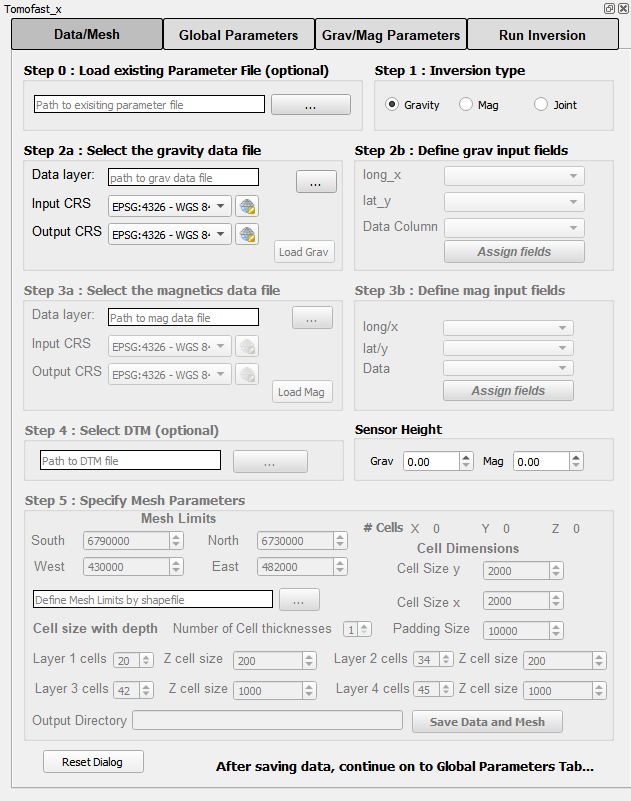 Tomofast_x
Data/Mesh Global Parameters Grav/Mag Parameters Run Inversion
Step 0 : Load existing Parameter File (optional)
Path to exisiting parameter file ...
Step 1 : Inversion type
Gravity Mag Joint
Step 2a : Select the gravity data file
Data layer: path to grav data file ...
Input CRS EPSG:4326 - WGS 84
Output CRS EPSG:4326 - WGS 84
Load Grav
Step 2b : Define grav input fields
long_x
lat_y
Data Column
Assign fields
Step 3a : Select the magnetics data file
Data layer: Path to mag data file ...
Input CRS EPSG:4326 - WGS 84
Output CRS EPSG:4326 - WGS 84
Load Mag
Step 3b : Define mag input fields
long/x
lat/y
Data
Assign fields
Step 4 : Select DTM (optional)
Path to DTM file ...
Sensor Height
Grav 0.00 Mag 0.00
Step 5 : Specify Mesh Parameters
Mesh Limits
South 6790000 North 6730000
West 430000 East 482000
Define Mesh Limits by shapefile ...
# Cells X 0 Y 0 Z 0
Cell Dimensions
Cell Size y 2000
Cell Size x 2000
Cell size with depth Number of Cell thicknesses 1 Padding Size 10000
Layer 1 cells 20 Z cell size 200 Layer 2 cells 34 Z cell size 200
Layer 3 cells 42 Z cell size 1000 Layer 4 cells 45 Z cell size 1000
Output Directory Save Data and Mesh
Reset Dialog After saving data, continue on to Global Parameters Tab...